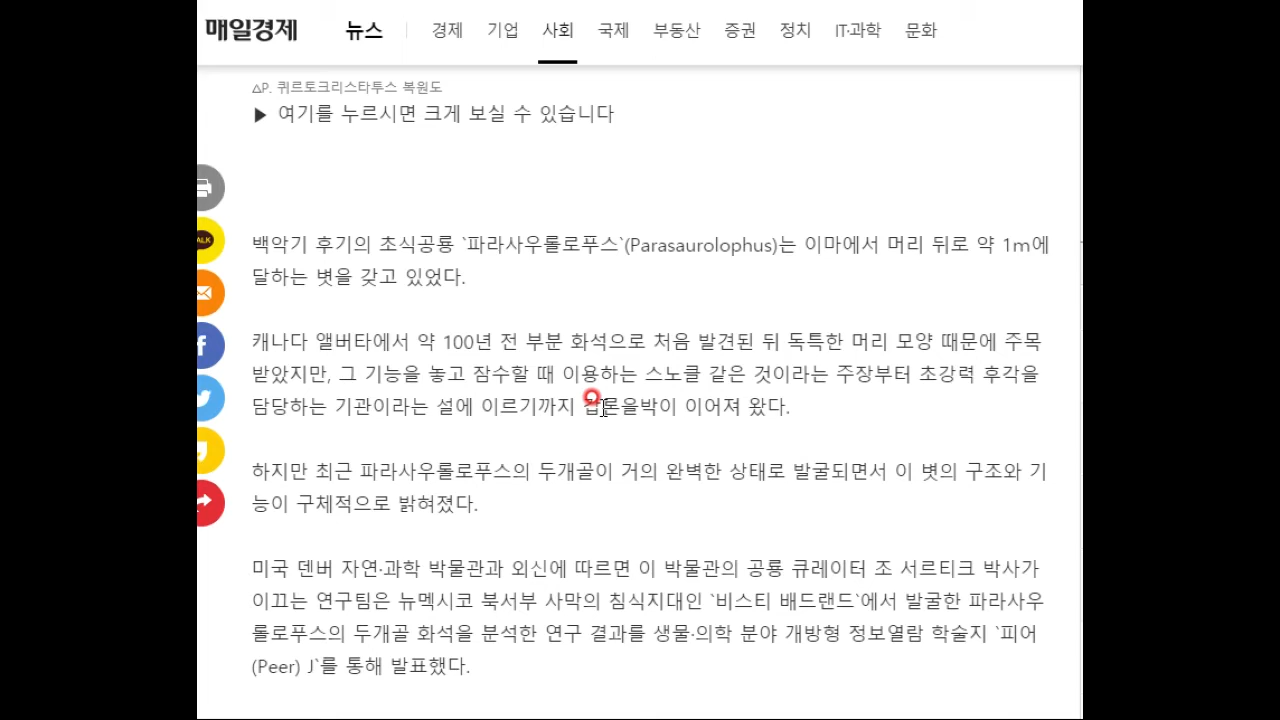 매일경제 뉴스 경제 기업 사회 국제 부동산 증권 정치 IT·과학 문화
△P. 퀴르토크리스타투스 복원도
▶ 여기를 누르시면 크게 보실 수 있습니다
백악기 후기의 초식공룡 `파라사우롤로푸스`(Parasaurolophus)는 이마에서 머리 뒤로 약 1m에
달하는 볏을 갖고 있었다.
캐나다 앨버타에서 약 100년 전 부분 화석으로 처음 발견된 뒤 독특한 머리 모양 때문에 주목
받았지만, 그 기능을 놓고 잠수할 때 이용하는 스노클 같은 것이라는 주장부터 초강력 후각을
담당하는 기관이라는 설에 이르기까지 갑론을박이 이어져 왔다.
하지만 최근 파라사우롤로푸스의 두개골이 거의 완벽한 상태로 발굴되면서 이 볏의 구조와 기
능이 구체적으로 밝혀졌다.
미국 덴버 자연·과학 박물관과 외신에 따르면 이 박물관의 공룡 큐레이터 조 서르티크 박사가
이끄는 연구팀은 뉴멕시코 북서부 사막의 침식지대인 `비스티 배드랜드`에서 발굴한 파라사우
롤로푸스의 두개골 화석을 분석한 연구 결과를 생물·의학 분야 개방형 정보열람 학술지 `피어
(Peer) J`를 통해 발표했다.